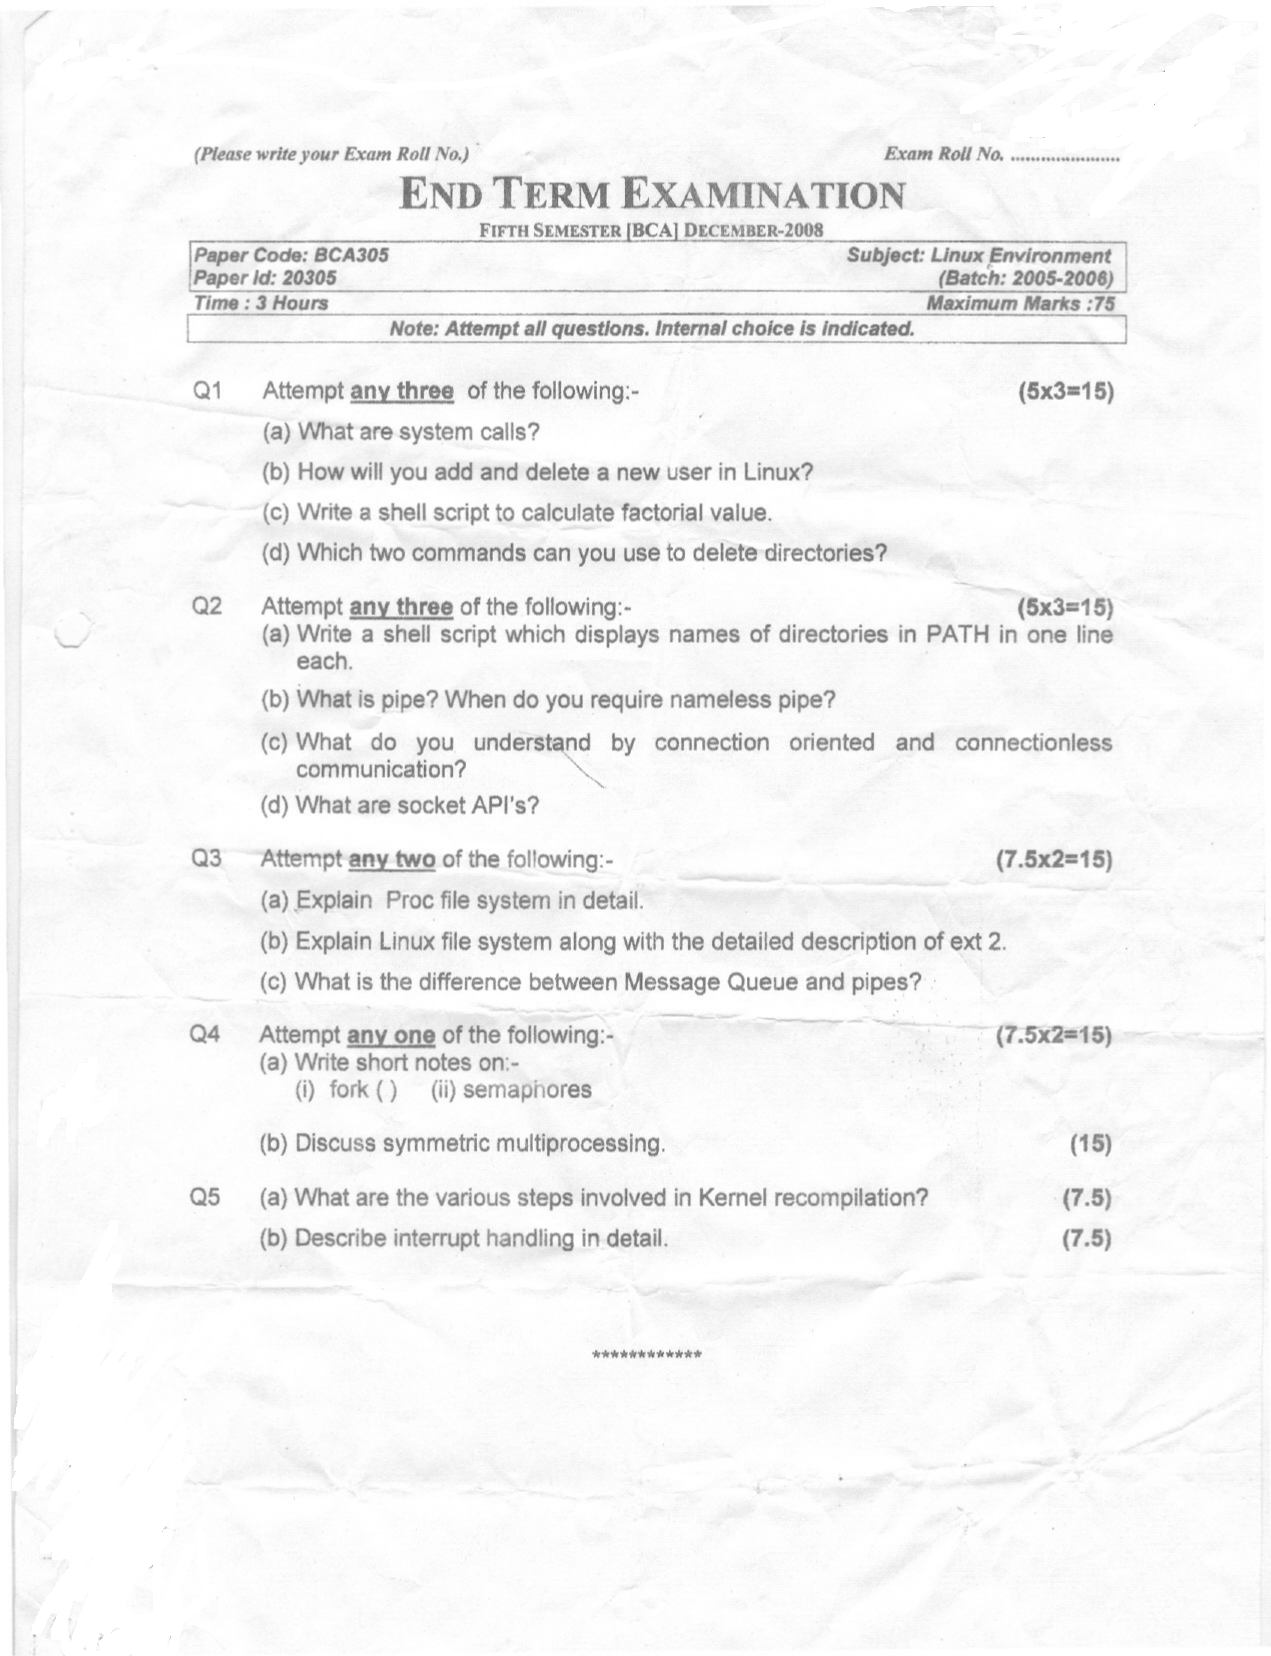 (Please write your Exam Roll No.) Exam Roll No. ......................
END TERM EXAMINATION
FIFTH SEMESTER [BCA] DECEMBER-2008
Paper Code: BCA305 Subject: Linux Environment
Paper Id: 20305 (Batch: 2005-2006)
Time : 3 Hours Maximum Marks :75
Note: Attempt all questions. Internal choice is indicated.
Q1 Attempt any three of the following:- (5x3=15)
(a) What are system calls?
(b) How will you add and delete a new user in Linux?
(c) Write a shell script to calculate factorial value.
(d) Which two commands can you use to delete directories?
Q2 Attempt any three of the following:- (5x3=15)
(a) Write a shell script which displays names of directories in PATH in one line
each.
(b) What is pipe? When do you require nameless pipe?
(c) What do you understand by connection oriented and connectionless
communication?
(d) What are socket API's?
Q3 Attempt any two of the following:- (7.5x2=15)
(a) Explain Proc file system in detail.
(b) Explain Linux file system along with the detailed description of ext 2.
(c) What is the difference between Message Queue and pipes?
Q4 Attempt any one of the following:- (7.5x2=15)
(a) Write short notes on:-
(i) fork ( ) (ii) semaphores
(b) Discuss symmetric multiprocessing. (15)
Q5 (a) What are the various steps involved in Kernel recompilation? (7.5)
(b) Describe interrupt handling in detail. (7.5)
************